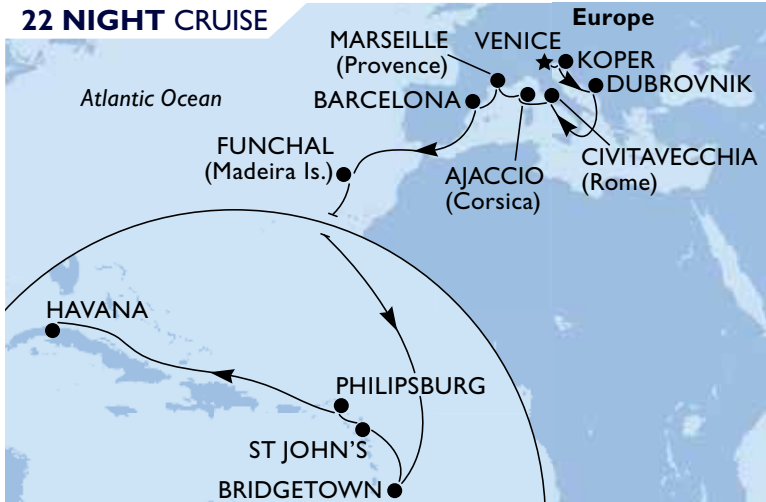 22 NIGHT CRUISE
Europe
MARSEILLE
(Provence)
VENICE
KOPER
DUBROVNIK
Atlantic Ocean
BARCELONA
FUNCHAL
(Madeira Is.)
AJACCIO
(Corsica)
CIVITAVECCHIA
(Rome)
HAVANA
PHILIPSBURG
ST JOHN'S
BRIDGETOWN